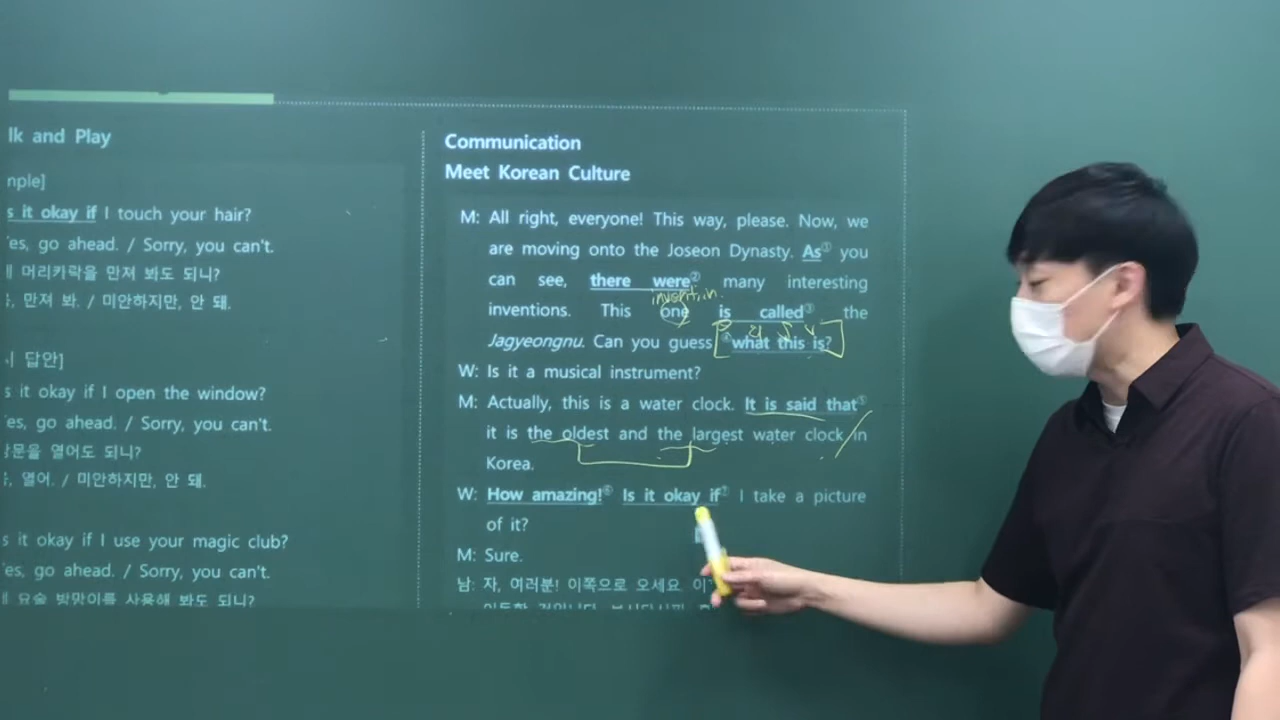 lk and Play
mple]
s it okay if I touch your hair?
Yes, go ahead. / Sorry, you can't.
머리카락을 만져 봐도 되니?
만져 봐. / 미안하지만, 안 돼.
시 답안]
s it okay if I open the window?
Yes, go ahead. / Sorry, you can't.
창문을 열어도 되니?
열어. / 미안하지만, 안 돼.
s it okay if I use your magic club?
Yes, go ahead. / Sorry, you can't.
요술 방망이를 사용해 봐도 되니?
Communication
Meet Korean Culture
M: All right, everyone! This way, please. Now, we
are moving onto the Joseon Dynasty. As① you
can see, there were② many interesting
invention.
inventions. This one is called③ the
Jagyeongnu. Can you guess [④what this is?]
W: Is it a musical instrument?
M: Actually, this is a water clock. It is said that⑤
it is the oldest and the largest water clock / in
Korea.
W: How amazing!⑥ Is it okay if⑦ I take a picture
of it?
M: Sure.
남: 자, 여러분! 이쪽으로 오세요. 이